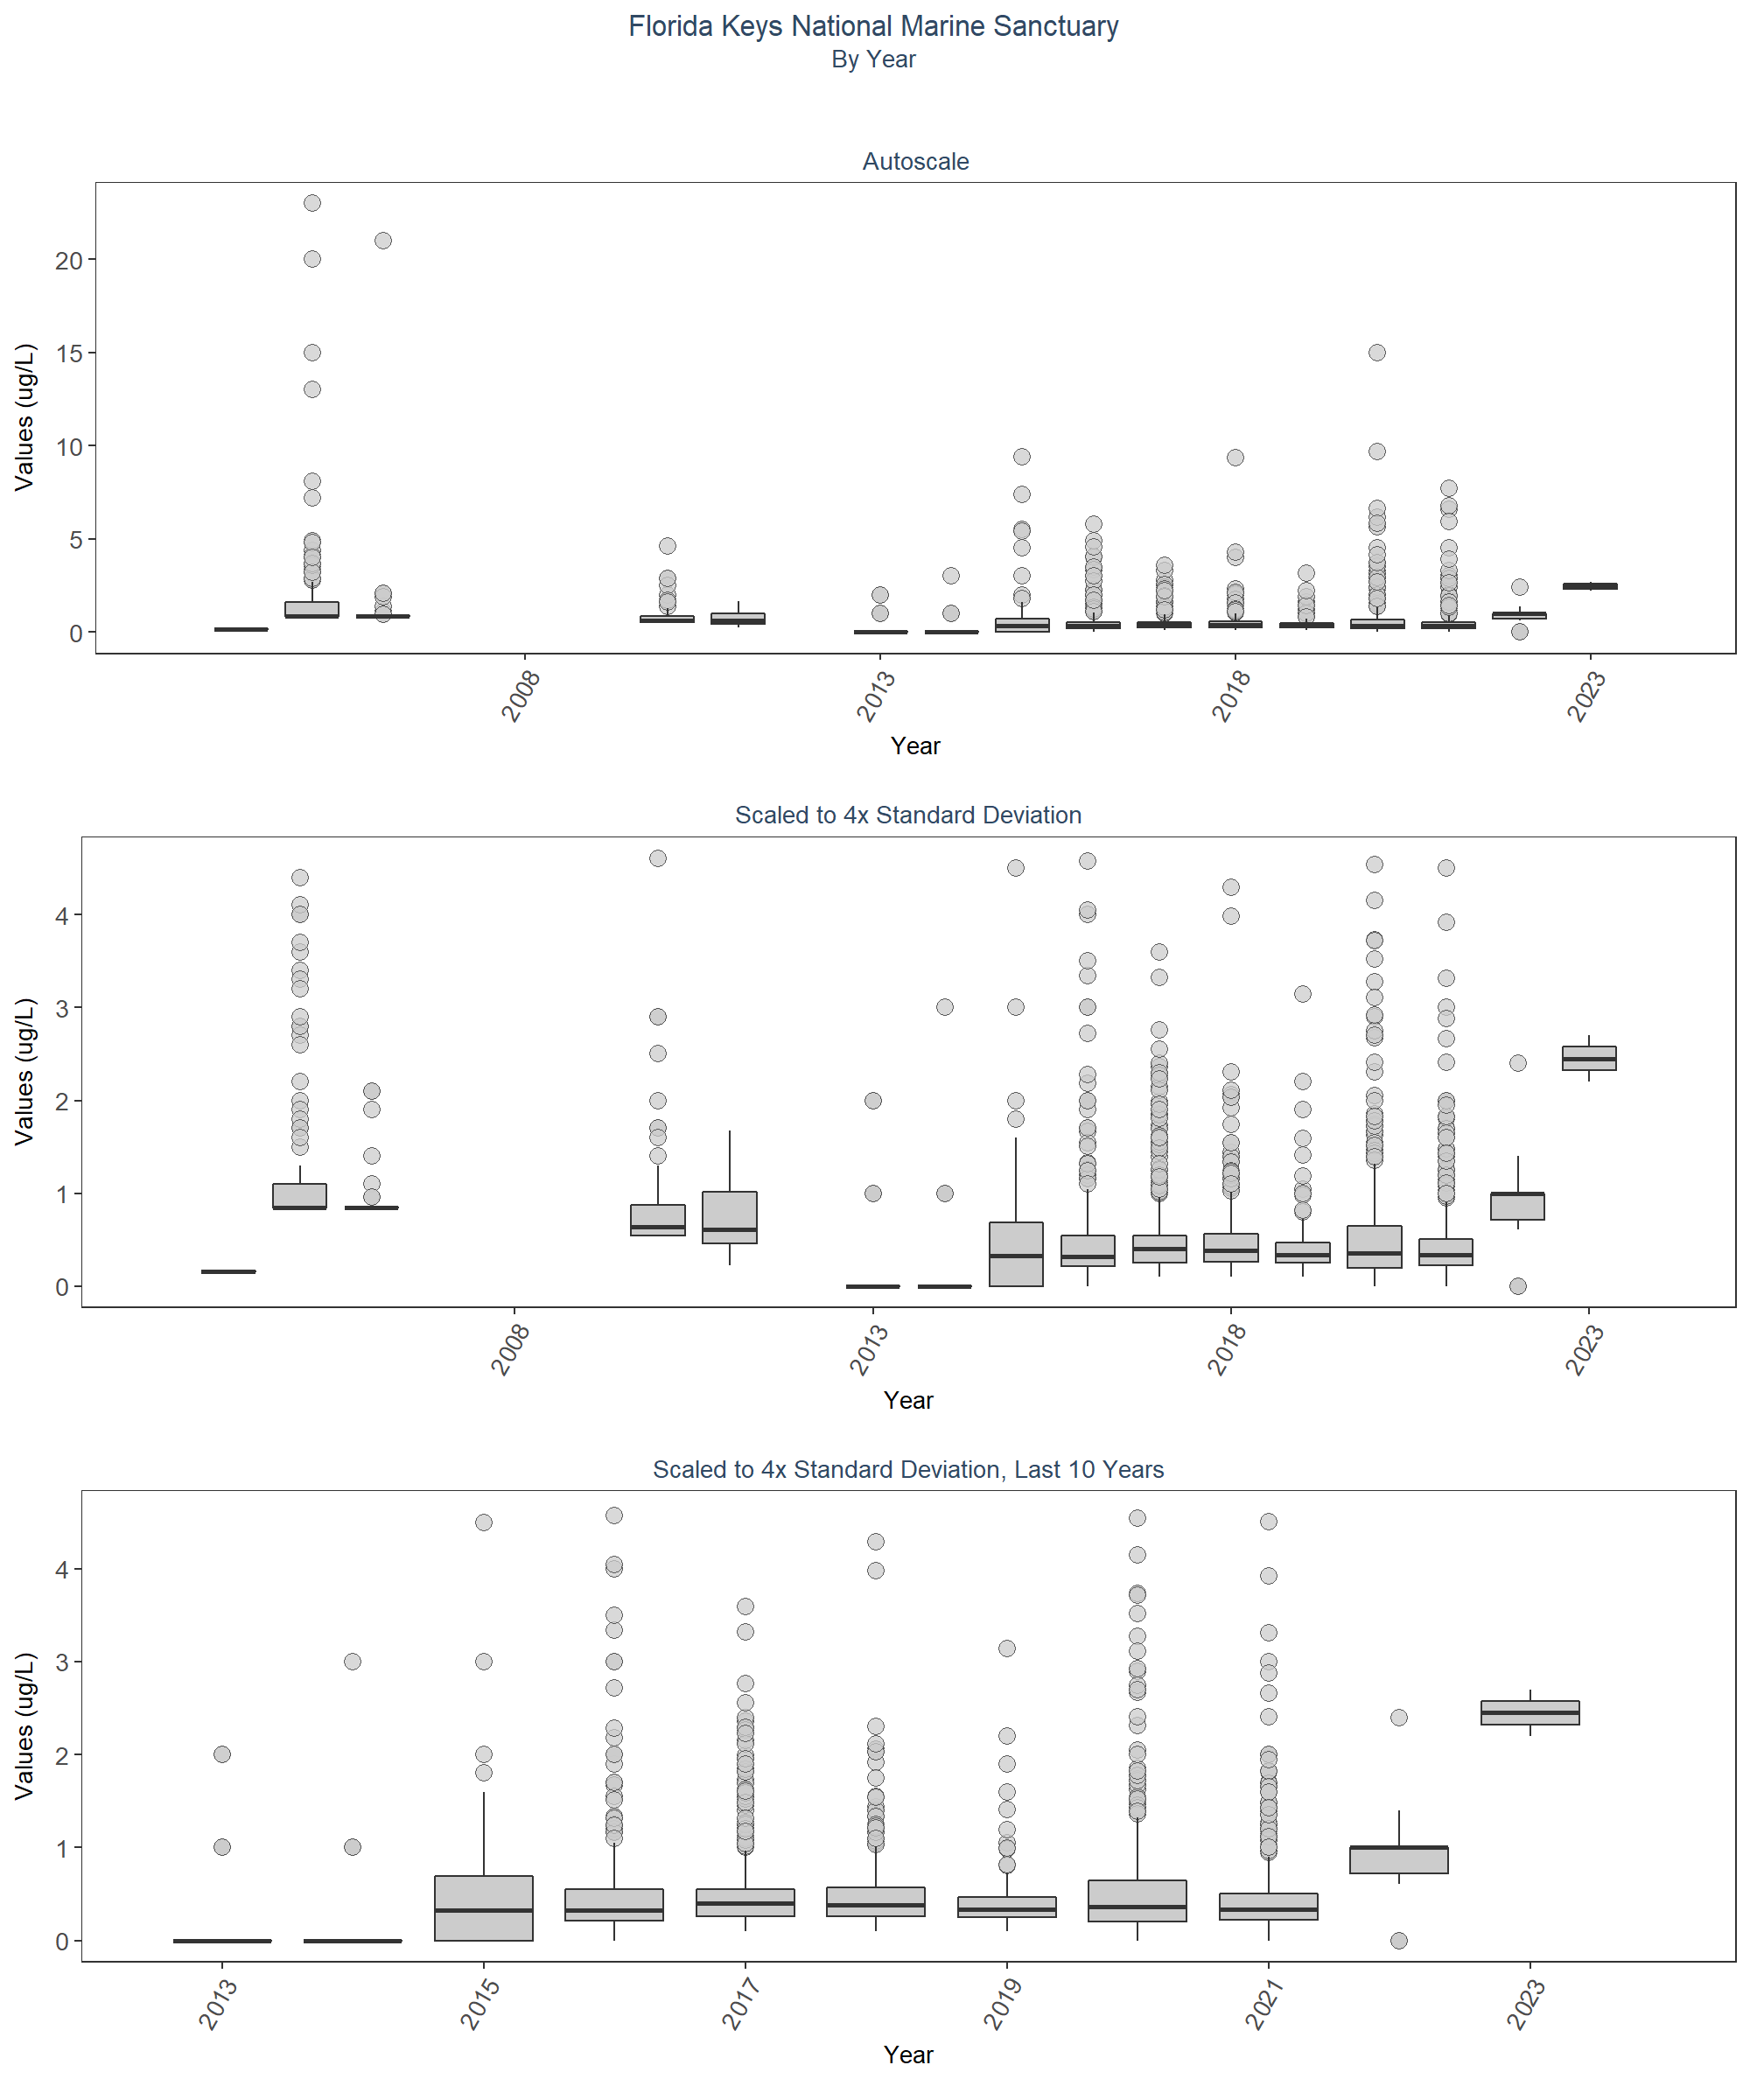 Florida Keys National Marine Sanctuary
By Year
Autoscale
Values (ug/L)
20
15
10
5
0
2008
2013
2018
2023
Year
Scaled to 4x Standard Deviation
Values (ug/L)
4
3
2
1
0
2008
2013
2018
2023
Year
Scaled to 4x Standard Deviation, Last 10 Years
Values (ug/L)
4
3
2
1
0
2013
2015
2017
2019
2021
2023
Year